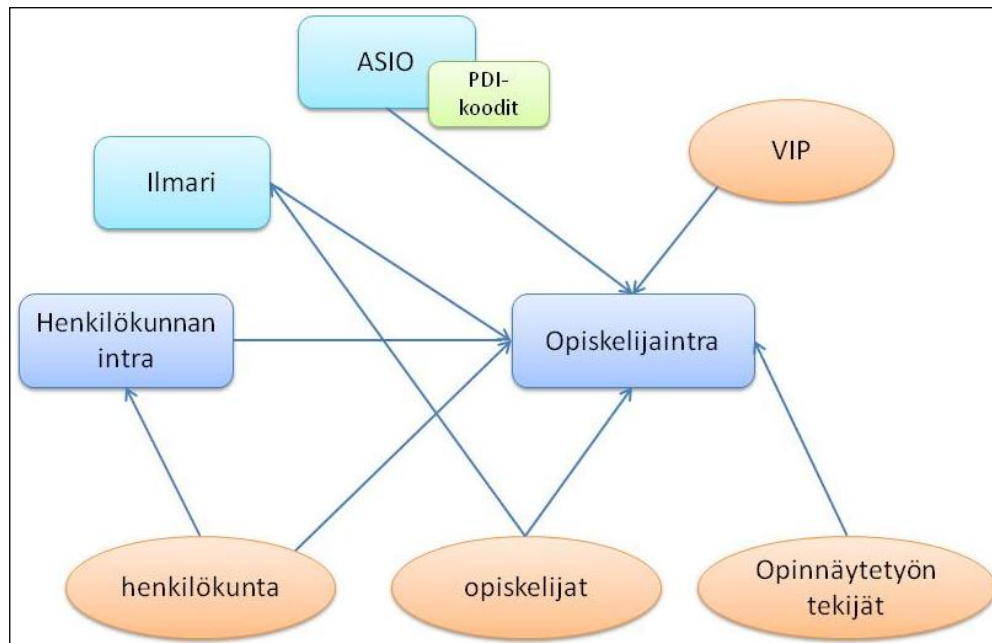 ASIO
PDI-
koodit
VIP
Ilmari
Henkilökunnan
intra
Opiskelijaintra
henkilökunta
opiskelijat
Opinnäytetyön
tekijät